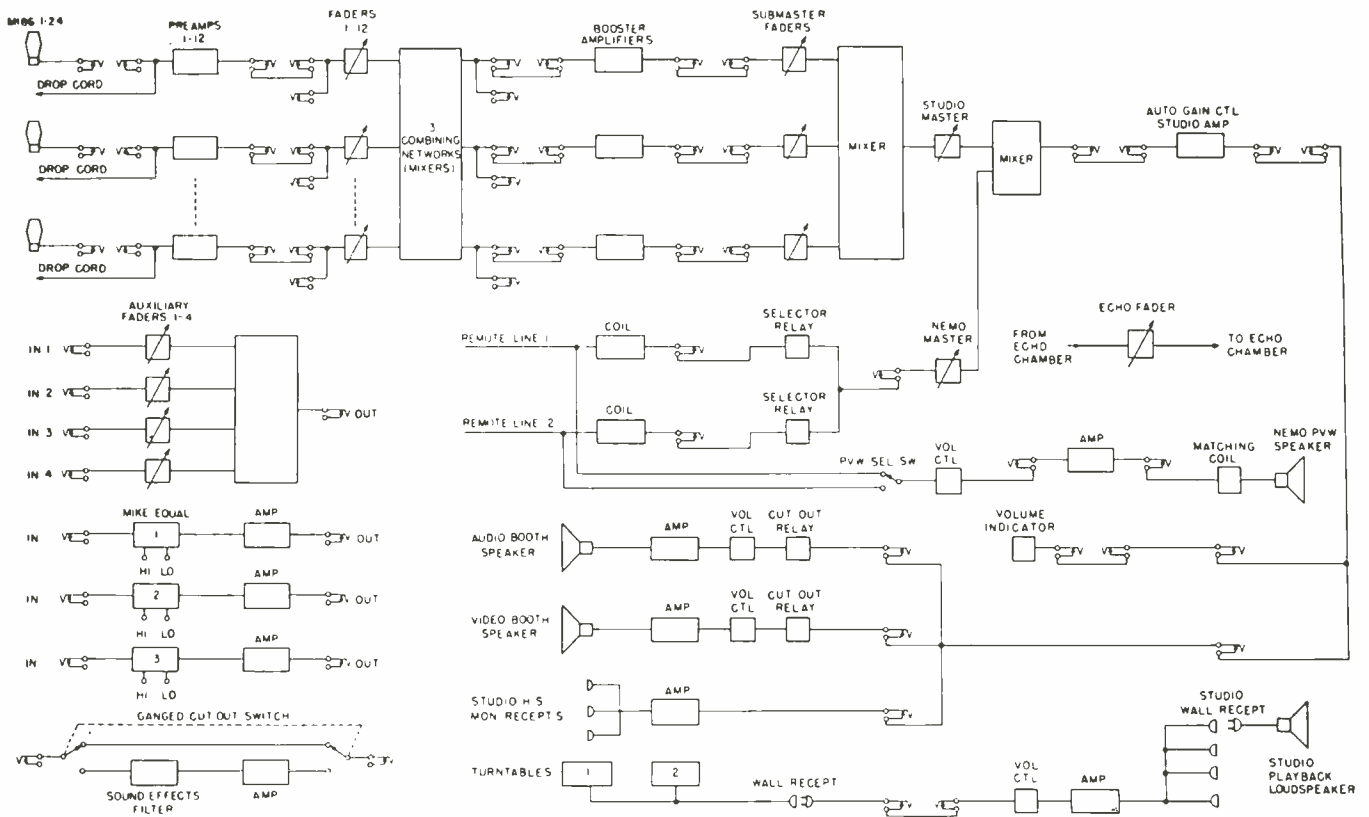 MIKES 1-24
PREAMPS
1-12
FADERS
1-12
BOOSTER
AMPLIFIERS
SUBMASTER
FADERS
DROP CORD
DROP CORD
DROP CORD
3
COMBINING
NETWORKS
(MIXERS)
MIXER
STUDIO
MASTER
MIXER
AUTO GAIN CTL
STUDIO AMP
AUXILIARY
FADERS 1-4
IN 1
IN 2
IN 3
IN 4
OUT
REMOTE LINE 1
COIL
SELECTOR
RELAY
REMOTE LINE 2
COIL
SELECTOR
RELAY
NEMO
MASTER
ECHO FADER
FROM
ECHO
CHAMBER
TO ECHO
CHAMBER
PVW SEL SW
VOL
CTL
AMP
MATCHING
COIL
NEMO PVW
SPEAKER
MIKE EQUAL
AMP
IN
1
OUT
HI LO
AMP
IN
2
OUT
HI LO
AMP
IN
3
OUT
HI LO
AUDIO BOOTH
SPEAKER
AMP
VOL
CTL
CUT OUT
RELAY
VOLUME
INDICATOR
VIDEO BOOTH
SPEAKER
AMP
VOL
CTL
CUT OUT
RELAY
STUDIO H S
MON RECEPTS
AMP
GANGED CUT OUT SWITCH
SOUND EFFECTS
FILTER
AMP
TURNTABLES
1
2
WALL RECEPT
VOL
CTL
AMP
STUDIO
WALL RECEPT
STUDIO
PLAYBACK
LOUDSPEAKER